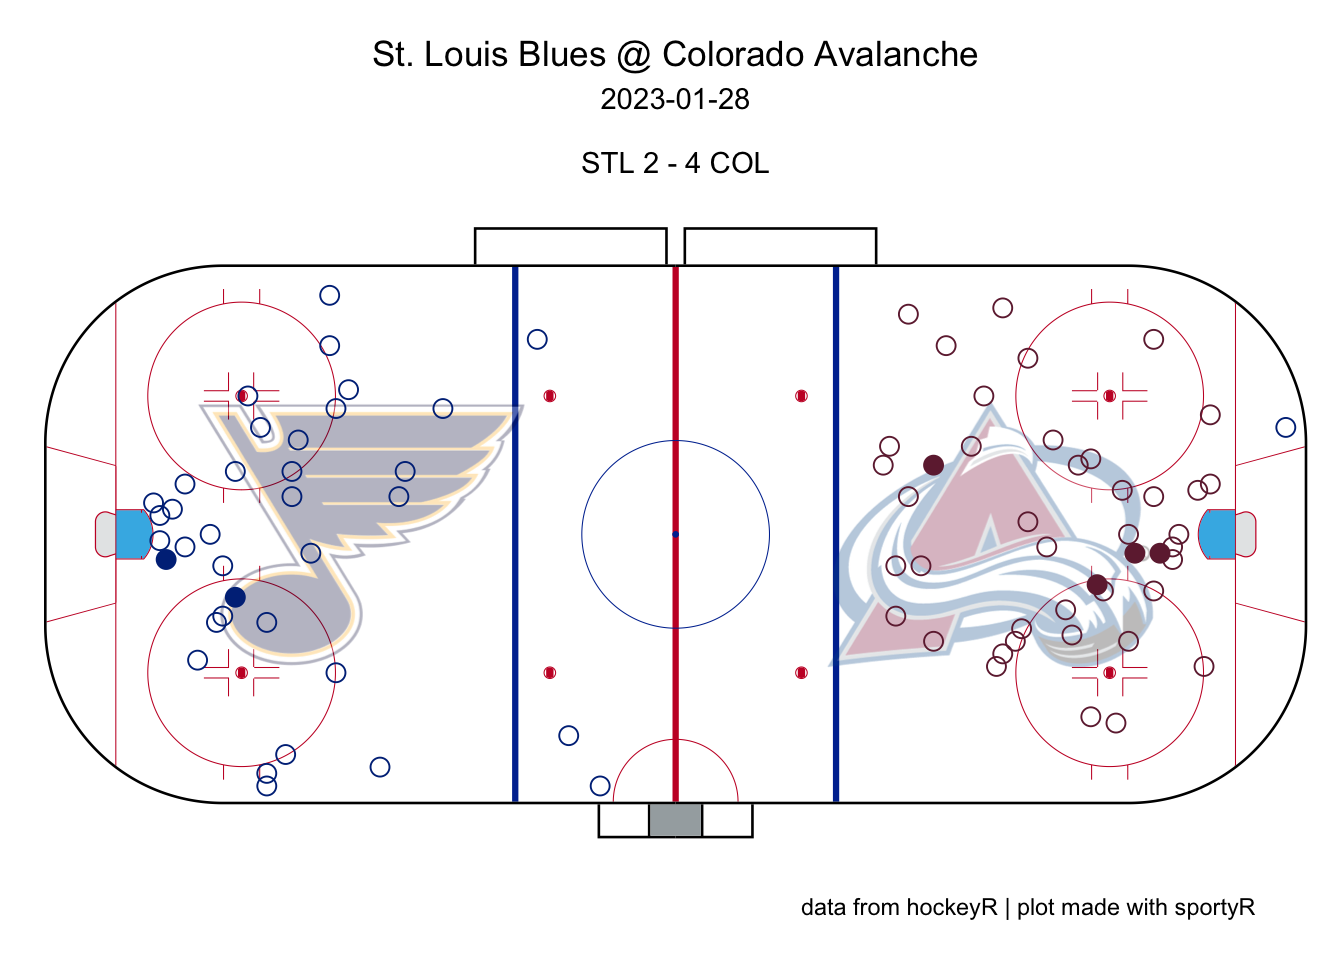 St. Louis Blues @ Colorado Avalanche
2023-01-28
STL 2 - 4 COL
data from hockeyR | plot made with sportyR